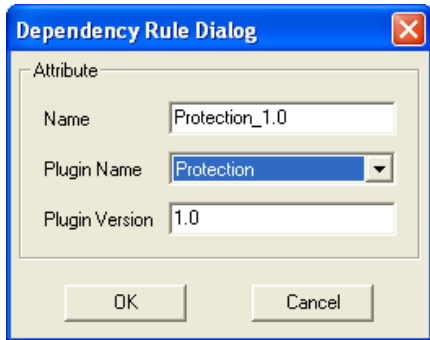 Dependency Rule Dialog
Attribute
Name Protection_1.0
Plugin Name Protection
Plugin Version 1.0
OK Cancel